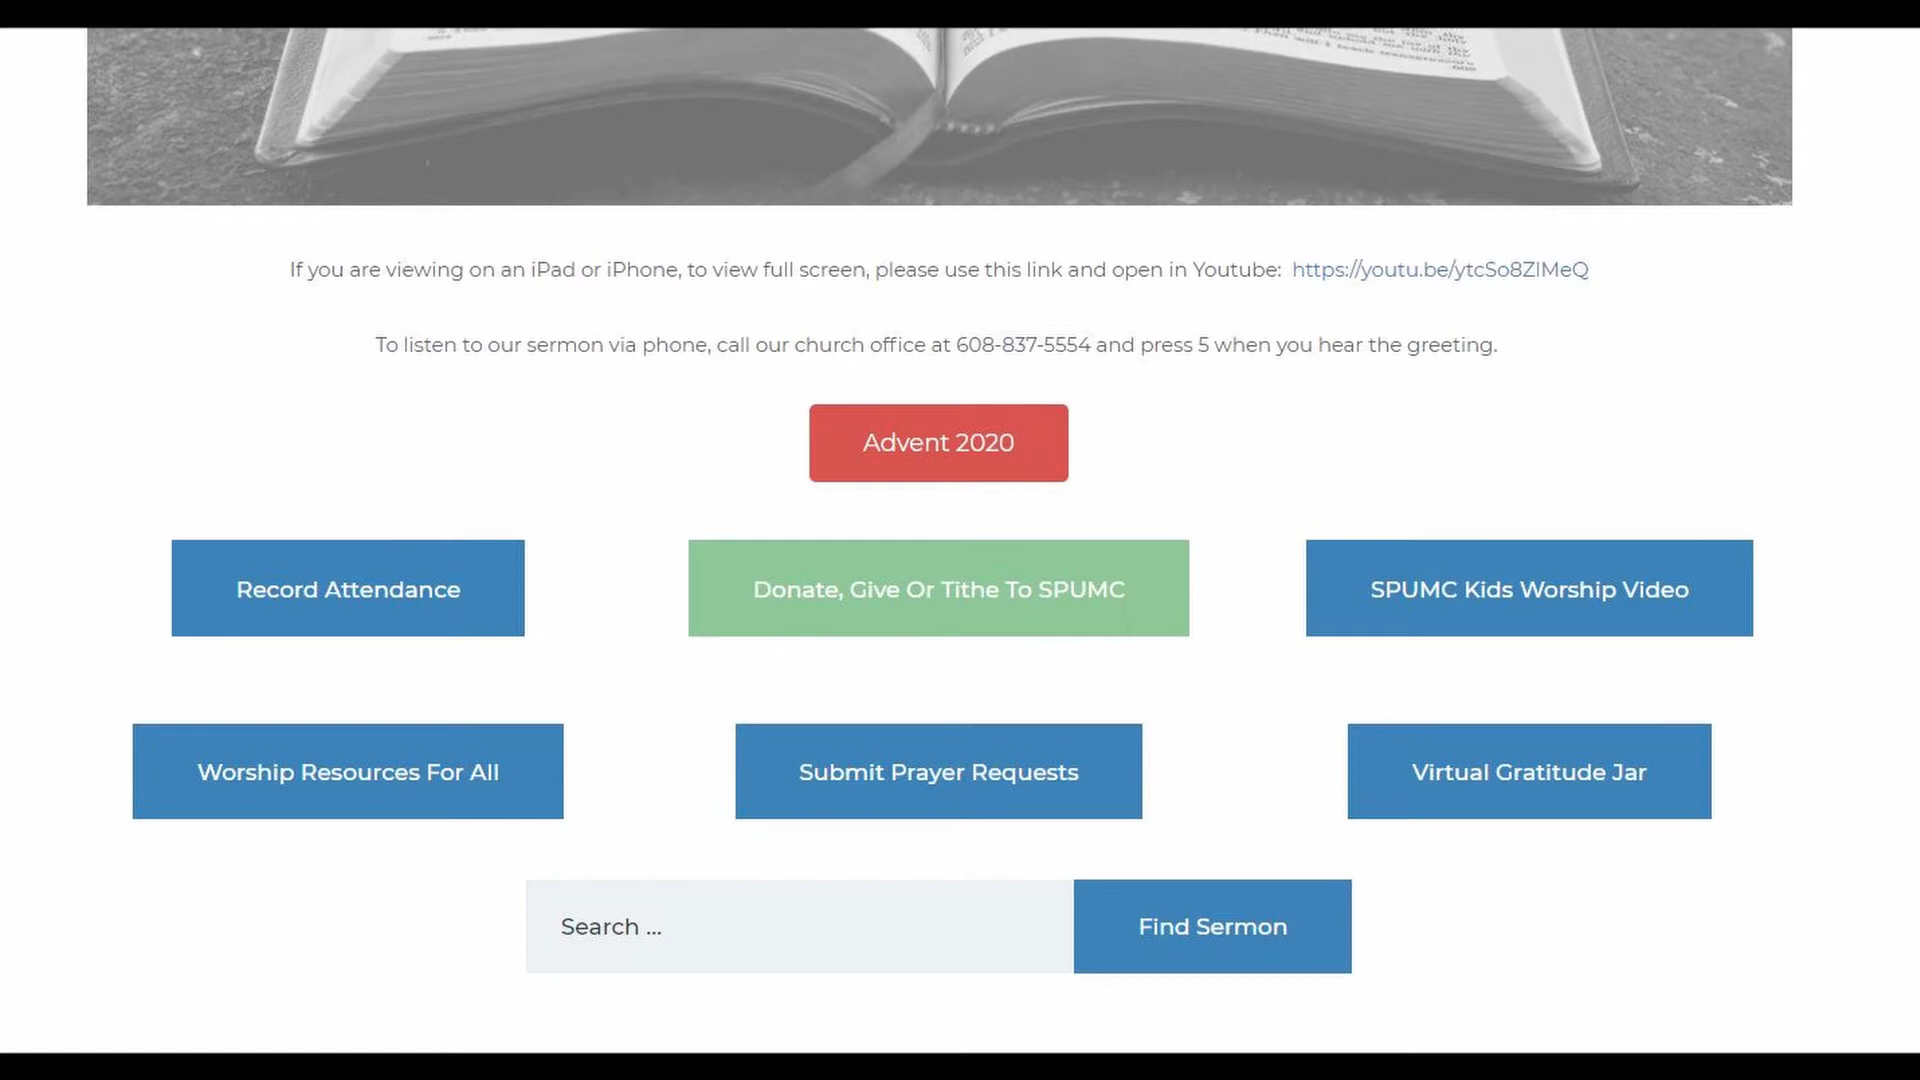 If you are viewing on an iPad or iPhone, to view full screen, please use this link and open in Youtube: https://youtu.be/ytcSo8ZlMeQ
To listen to our sermon via phone, call our church office at 608-837-5554 and press 5 when you hear the greeting.
Advent 2020
Record Attendance
Donate, Give Or Tithe To SPUMC
SPUMC Kids Worship Video
Worship Resources For All
Submit Prayer Requests
Virtual Gratitude Jar
Search ...
Find Sermon